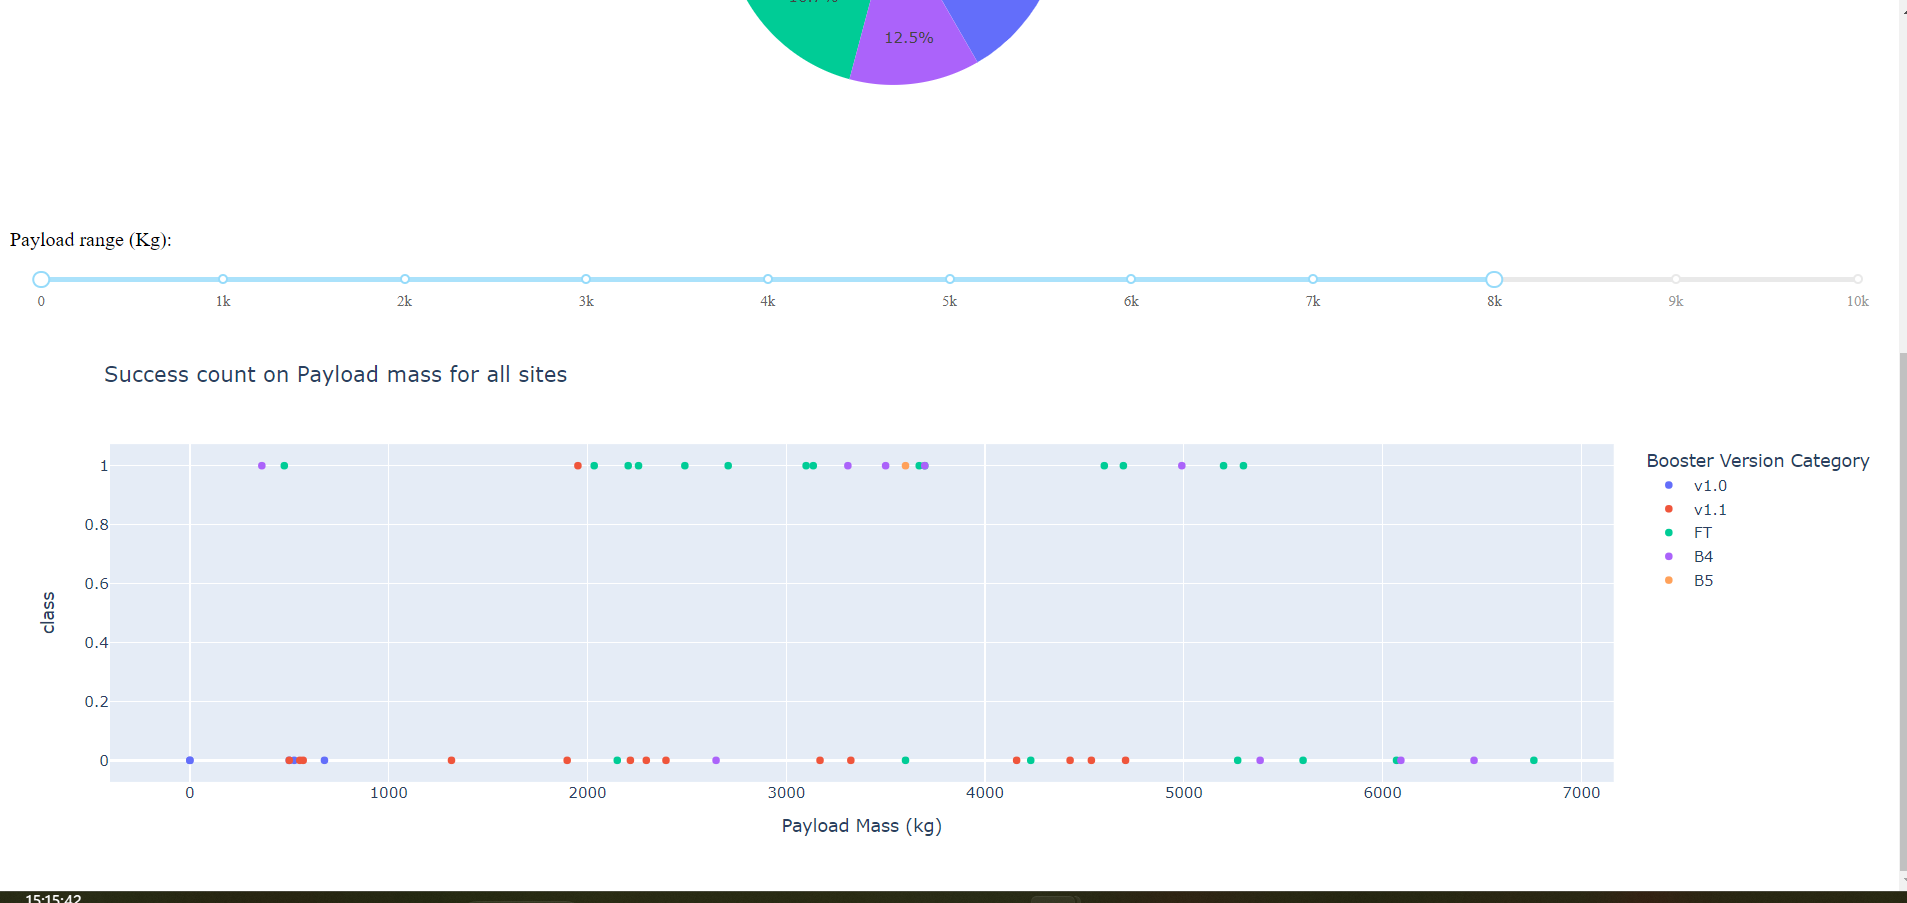 12.5%
Payload range (Kg):
0 1k 2k 3k 4k 5k 6k 7k 8k 9k 10k
Success count on Payload mass for all sites
Booster Version Category
v1.0
v1.1
FT
B4
B5
1
0.8
0.6
0.4
0.2
0
class
0 1000 2000 3000 4000 5000 6000 7000
Payload Mass (kg)
15:15:42